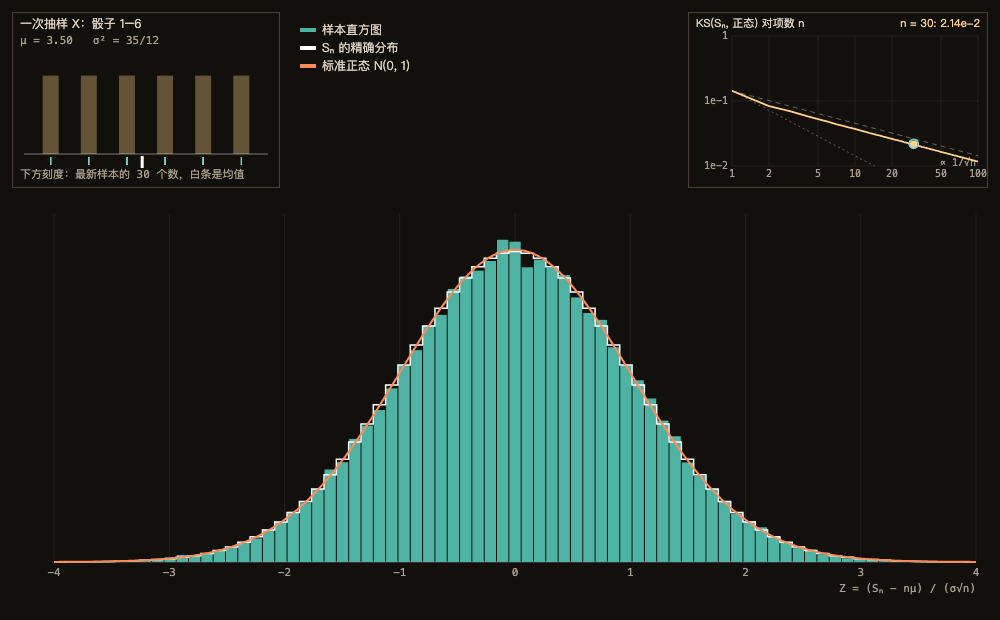 一次抽样 X: 骰子 1–6
μ = 3.50 σ² = 35/12
下方刻度: 最新样本的 30 个数, 白条是均值
样本直方图
Sₙ 的精确分布
标准正态 N(0, 1)
KS(Sₙ, 正态) 对项数 n n = 30: 2.14e-2
1
1e-1
1e-2
∝ 1/√n
1 2 5 10 20 50 100
-4 -3 -2 -1 0 1 2 3 4
Z = (Sₙ − nμ) / (σ√n)